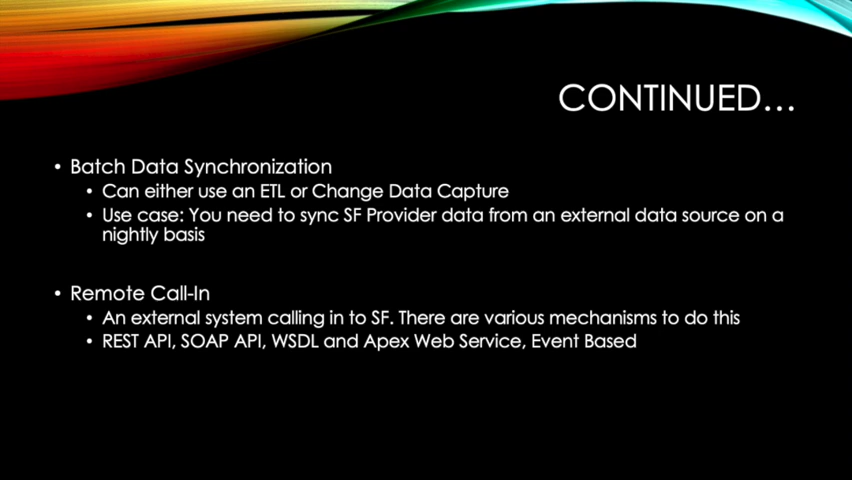 CONTINUED...
• Batch Data Synchronization
• Can either use an ETL or Change Data Capture
• Use case: You need to sync SF Provider data from an external data source on a
nightly basis
• Remote Call-In
• An external system calling in to SF. There are various mechanisms to do this
• REST API, SOAP API, WSDL and Apex Web Service, Event Based